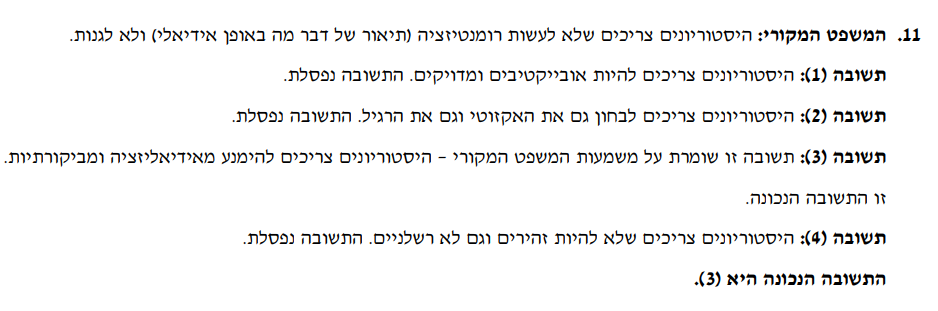 11. המשפט המקורי: היסטוריונים צריכים שלא לעשות רומנטיזציה (תיאור של דבר מה באופן אידיאלי) ולא לגנות.
תשובה (1): היסטוריונים צריכים להיות אובייקטיבים ומדויקים. התשובה נפסלת.
תשובה (2): היסטוריונים צריכים לבחון גם את האקזוטי וגם את הרגיל. התשובה נפסלת.
תשובה (3): תשובה זו שומרת על משמעות המשפט המקורי – היסטוריונים צריכים להימנע מאידיאליזציה ומביקורתיות.
זו התשובה הנכונה.
תשובה (4): היסטוריונים צריכים שלא להיות זהירים וגם לא רשלניים. התשובה נפסלת.
התשובה הנכונה היא (3).